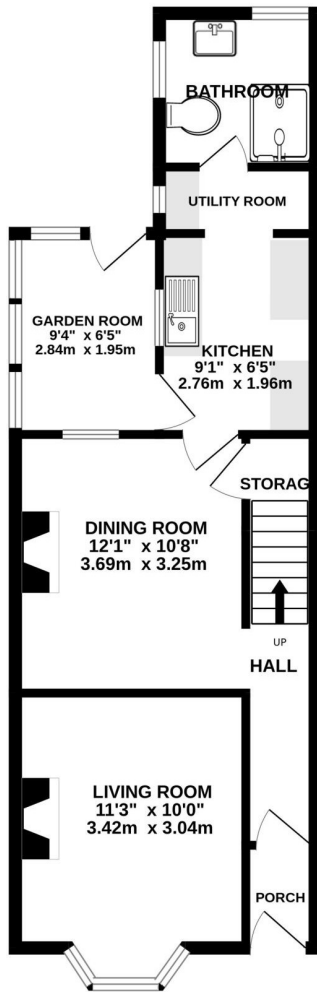 BATHROOM
UTILITY ROOM
GARDEN ROOM
9'4" x 6'5"
2.84m x 1.95m
KITCHEN
9'1" x 6'5"
2.76m x 1.96m
STORAG
DINING ROOM
12'1" x 10'8"
3.69m x 3.25m
UP
HALL
LIVING ROOM
11'3" x 10'0"
3.42m x 3.04m
PORCH